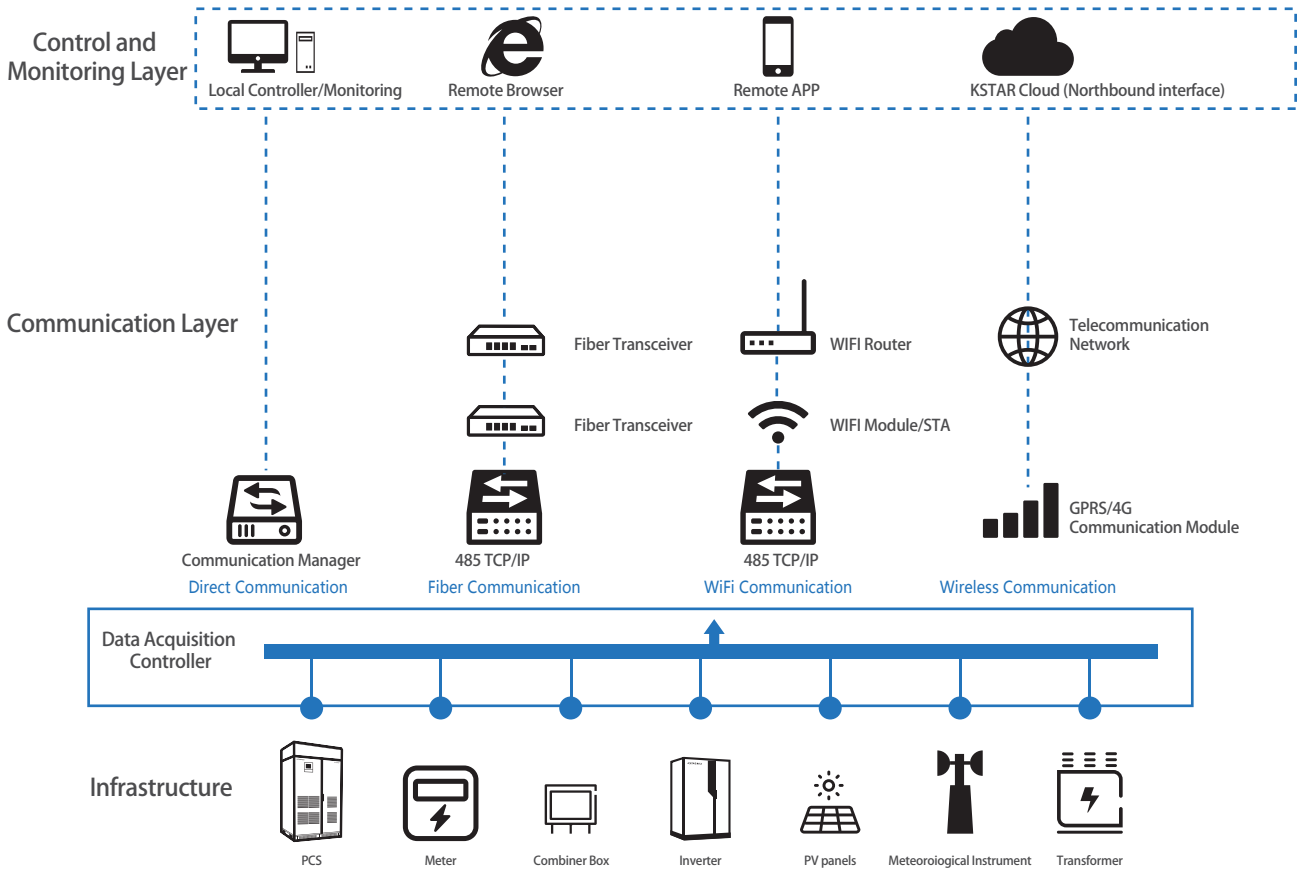 Control and
Monitoring Layer
Local Controller/Monitoring
Remote Browser
Remote APP
KSTAR Cloud (Northbound interface)
Communication Layer
Fiber Transceiver
WIFI Router
Telecommunication
Network
Fiber Transceiver
WIFI Module/STA
GPRS/4G
Communication Module
Communication Manager
485 TCP/IP
485 TCP/IP
Direct Communication
Fiber Communication
WiFi Communication
Wireless Communication
Data Acquisition
Controller
Infrastructure
PCS
Meter
Combiner Box
Inverter
PV panels
Meteoroiogical Instrument
Transformer